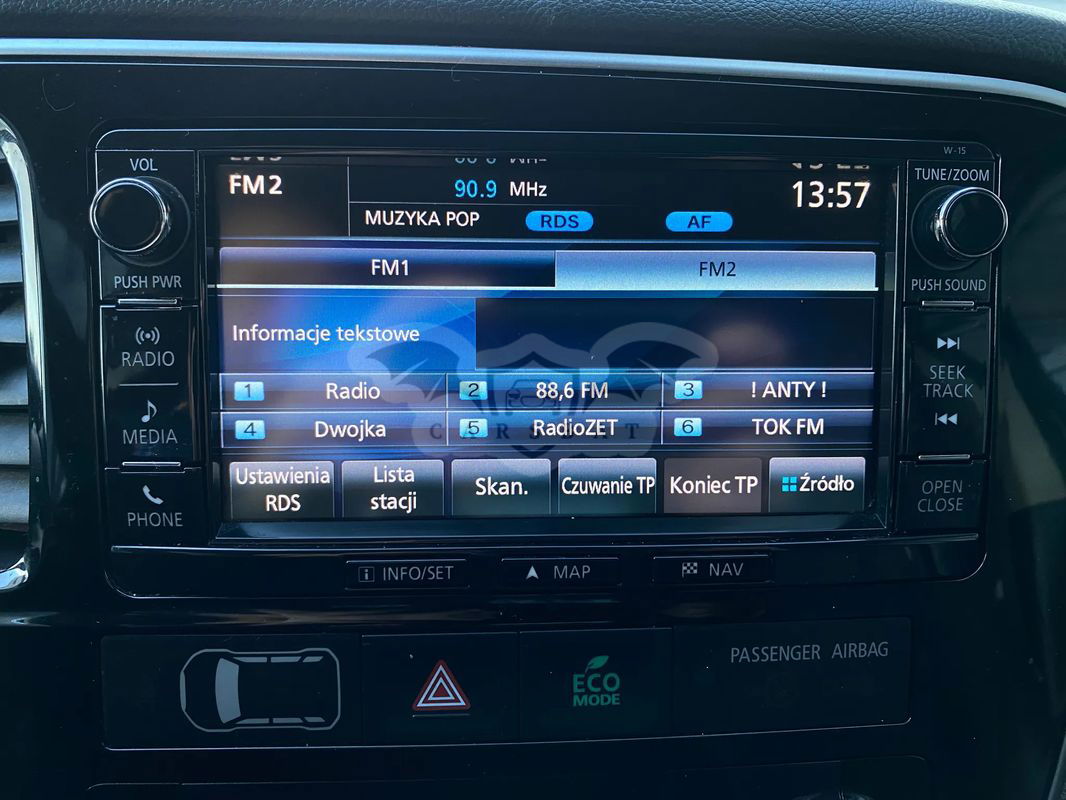 W-15
VOL
PUSH PWR
RADIO
MEDIA
PHONE
FM2
90.9 MHz
13:57
MUZYKA POP RDS AF
FM1 FM2
Informacje tekstowe
1 Radio 2 88,6 FM 3 ! ANTY !
4 Dwojka 5 RadioZET 6 TOK FM
CARSERT
Ustawienia RDS
Lista stacji
Skan.
Czuwanie TP
Koniec TP
Źródło
TUNE/ZOOM
PUSH SOUND
SEEK
TRACK
OPEN
CLOSE
INFO/SET MAP NAV
ECO
MODE
PASSENGER AIRBAG